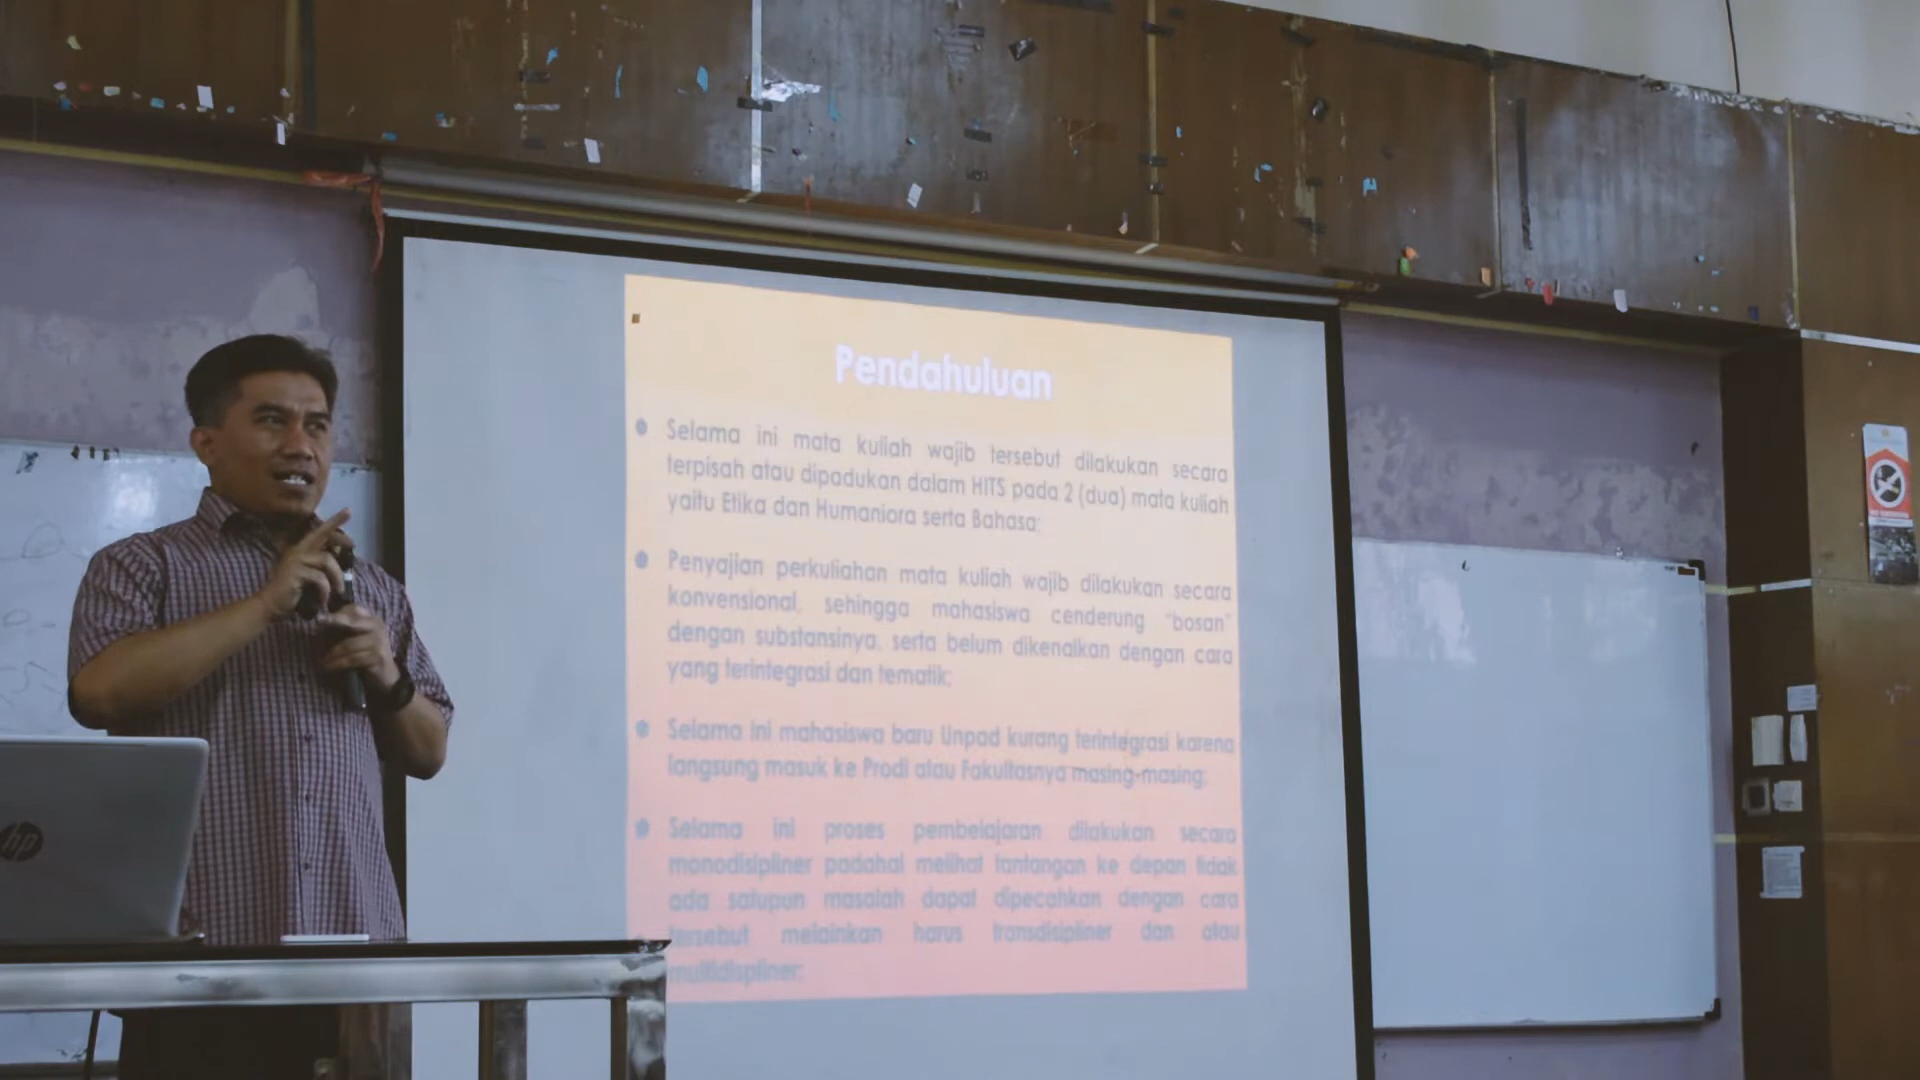 Pendahuluan
Selama ini mata kuliah wajib tersebut dilakukan secara
terpisah atau dipadukan dalam HITS pada 2 (dua) mata kuliah
yaitu Etika dan Humaniora serta Bahasa;
Penyajian perkuliahan mata kuliah wajib dilakukan secara
konvensional, sehingga mahasiswa cenderung "bosan"
dengan substansinya, serta belum dikenalkan dengan cara
yang terintegrasi dan tematik;
Selama ini mahasiswa baru Unpad kurang terintegrasi karena
langsung masuk ke Prodi atau Fakultasnya masing-masing;
Selama ini proses pembelajaran dilakukan secara
monodisipliner padahal melihat tantangan ke depan tidak
ada satupun masalah dapat dipecahkan dengan cara
tersebut melainkan harus transdisipliner dan atau
multidispliner;
hp